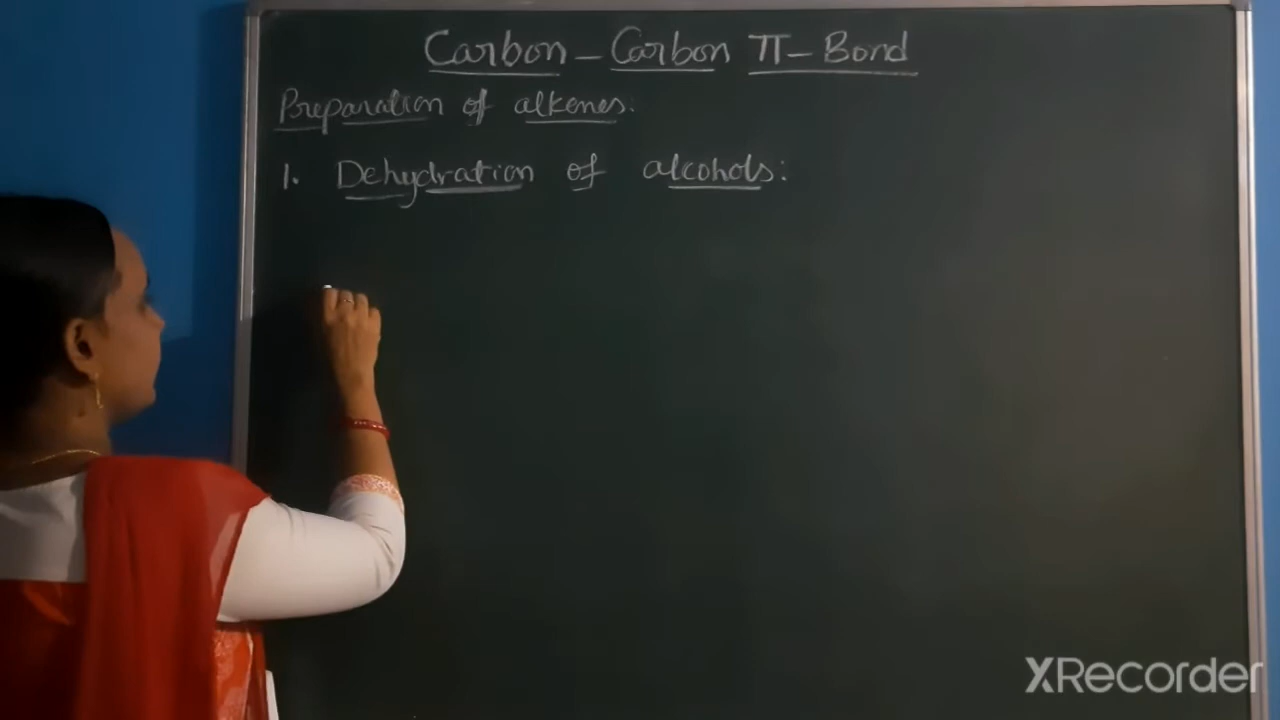 Carbon - Carbon π - Bond
Preparation of alkenes:
1. Dehydration of alcohols:
XRecorder